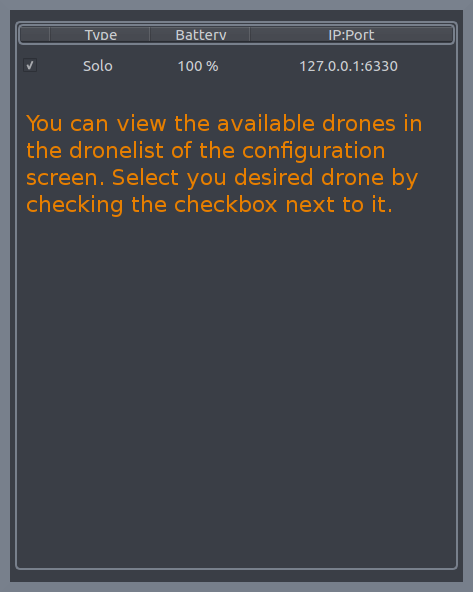 Type Battery IP:Port
Solo 100 % 127.0.0.1:6330
You can view the available drones in
the dronelist of the configuration
screen. Select you desired drone by
checking the checkbox next to it.